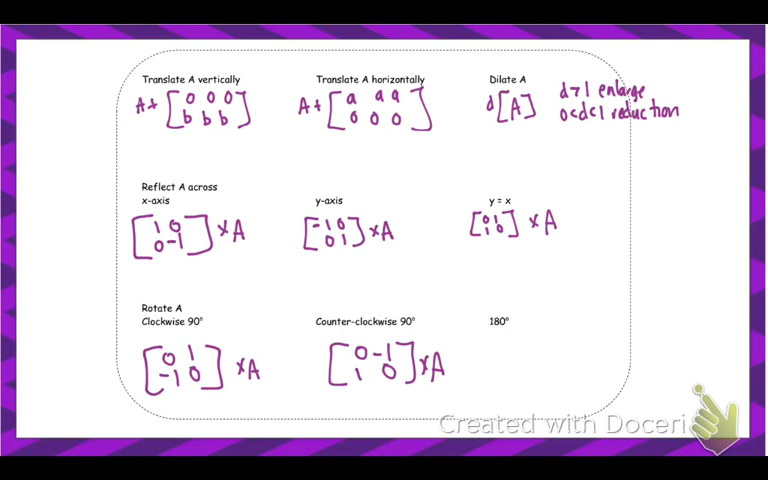 Translate A vertically
A+ [ 0 0 0
b b b ]
Translate A horizontally
A+ [ a a a
0 0 0 ]
Dilate A
d [A]
d>1 enlarge
0<d<1 reduction
Reflect A across
x-axis
[ 1 0
0 -1 ] × A
y-axis
[ -1 0
0 1 ] × A
y = x
[ 0 1
1 0 ] × A
Rotate A
Clockwise 90°
[ 0 1
-1 0 ] × A
Counter-clockwise 90°
[ 0 -1
1 0 ] × A
180°
Created with Doceri